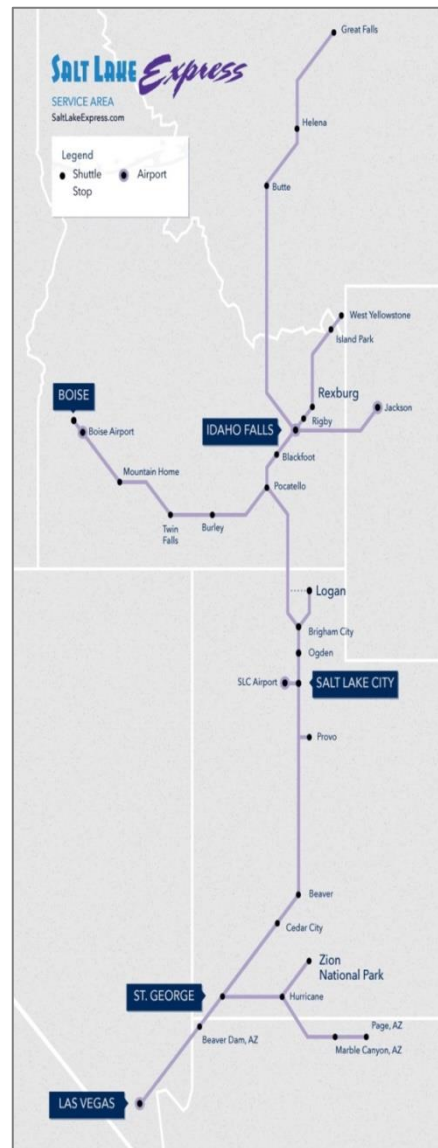 SALT LAKE Express
SERVICE AREA
SaltLakeExpress.com
Legend
Shuttle
Stop
Airport
Great Falls
Helena
Butte
West Yellowstone
Island Park
Rexburg
Jackson
Rigby
IDAHO FALLS
BOISE
Boise Airport
Blackfoot
Mountain Home
Pocatello
Twin
Falls
Burley
Logan
Brigham City
Ogden
SLC Airport
SALT LAKE CITY
Provo
Beaver
Cedar City
Zion
National Park
ST. GEORGE
Hurricane
Beaver Dam, AZ
Page, AZ
Marble Canyon, AZ
LAS VEGAS